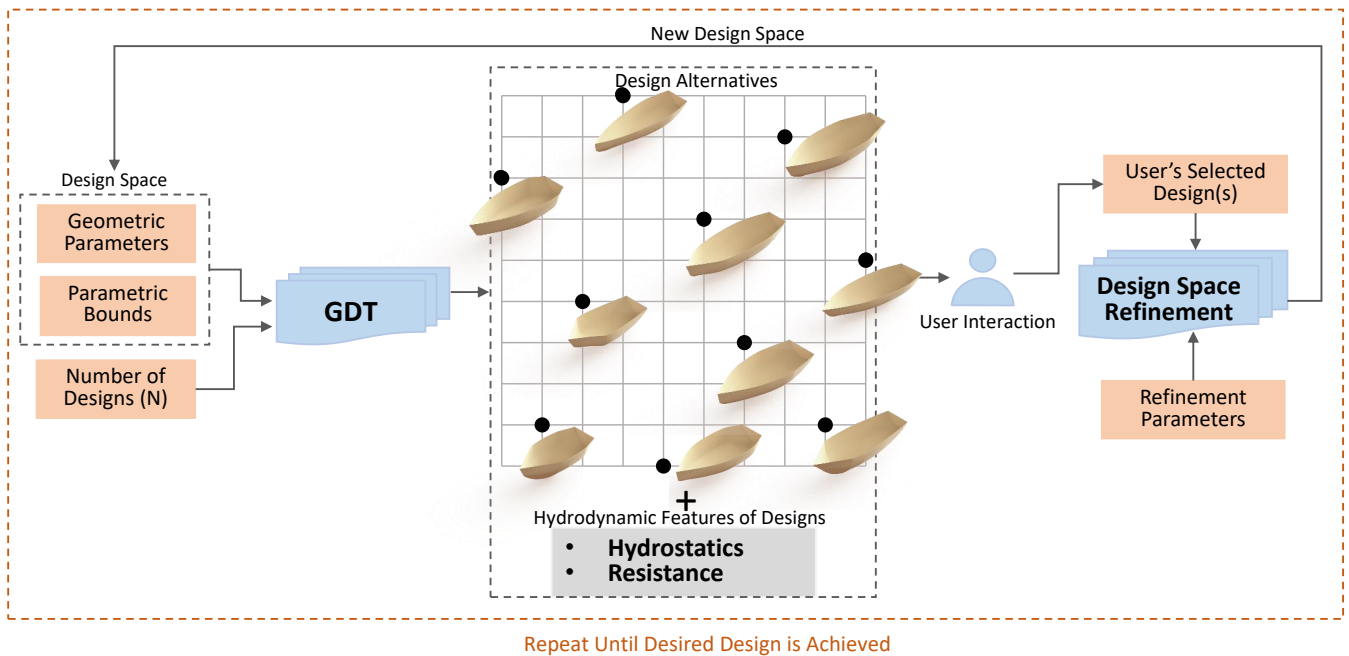 New Design Space
Design Alternatives
Design Space
Geometric
Parameters
Parametric
Bounds
Number of
Designs (N)
GDT
User Interaction
User's Selected
Design(s)
Design Space
Refinement
Refinement
Parameters
+
Hydrodynamic Features of Designs
• Hydrostatics
• Resistance
Repeat Until Desired Design is Achieved